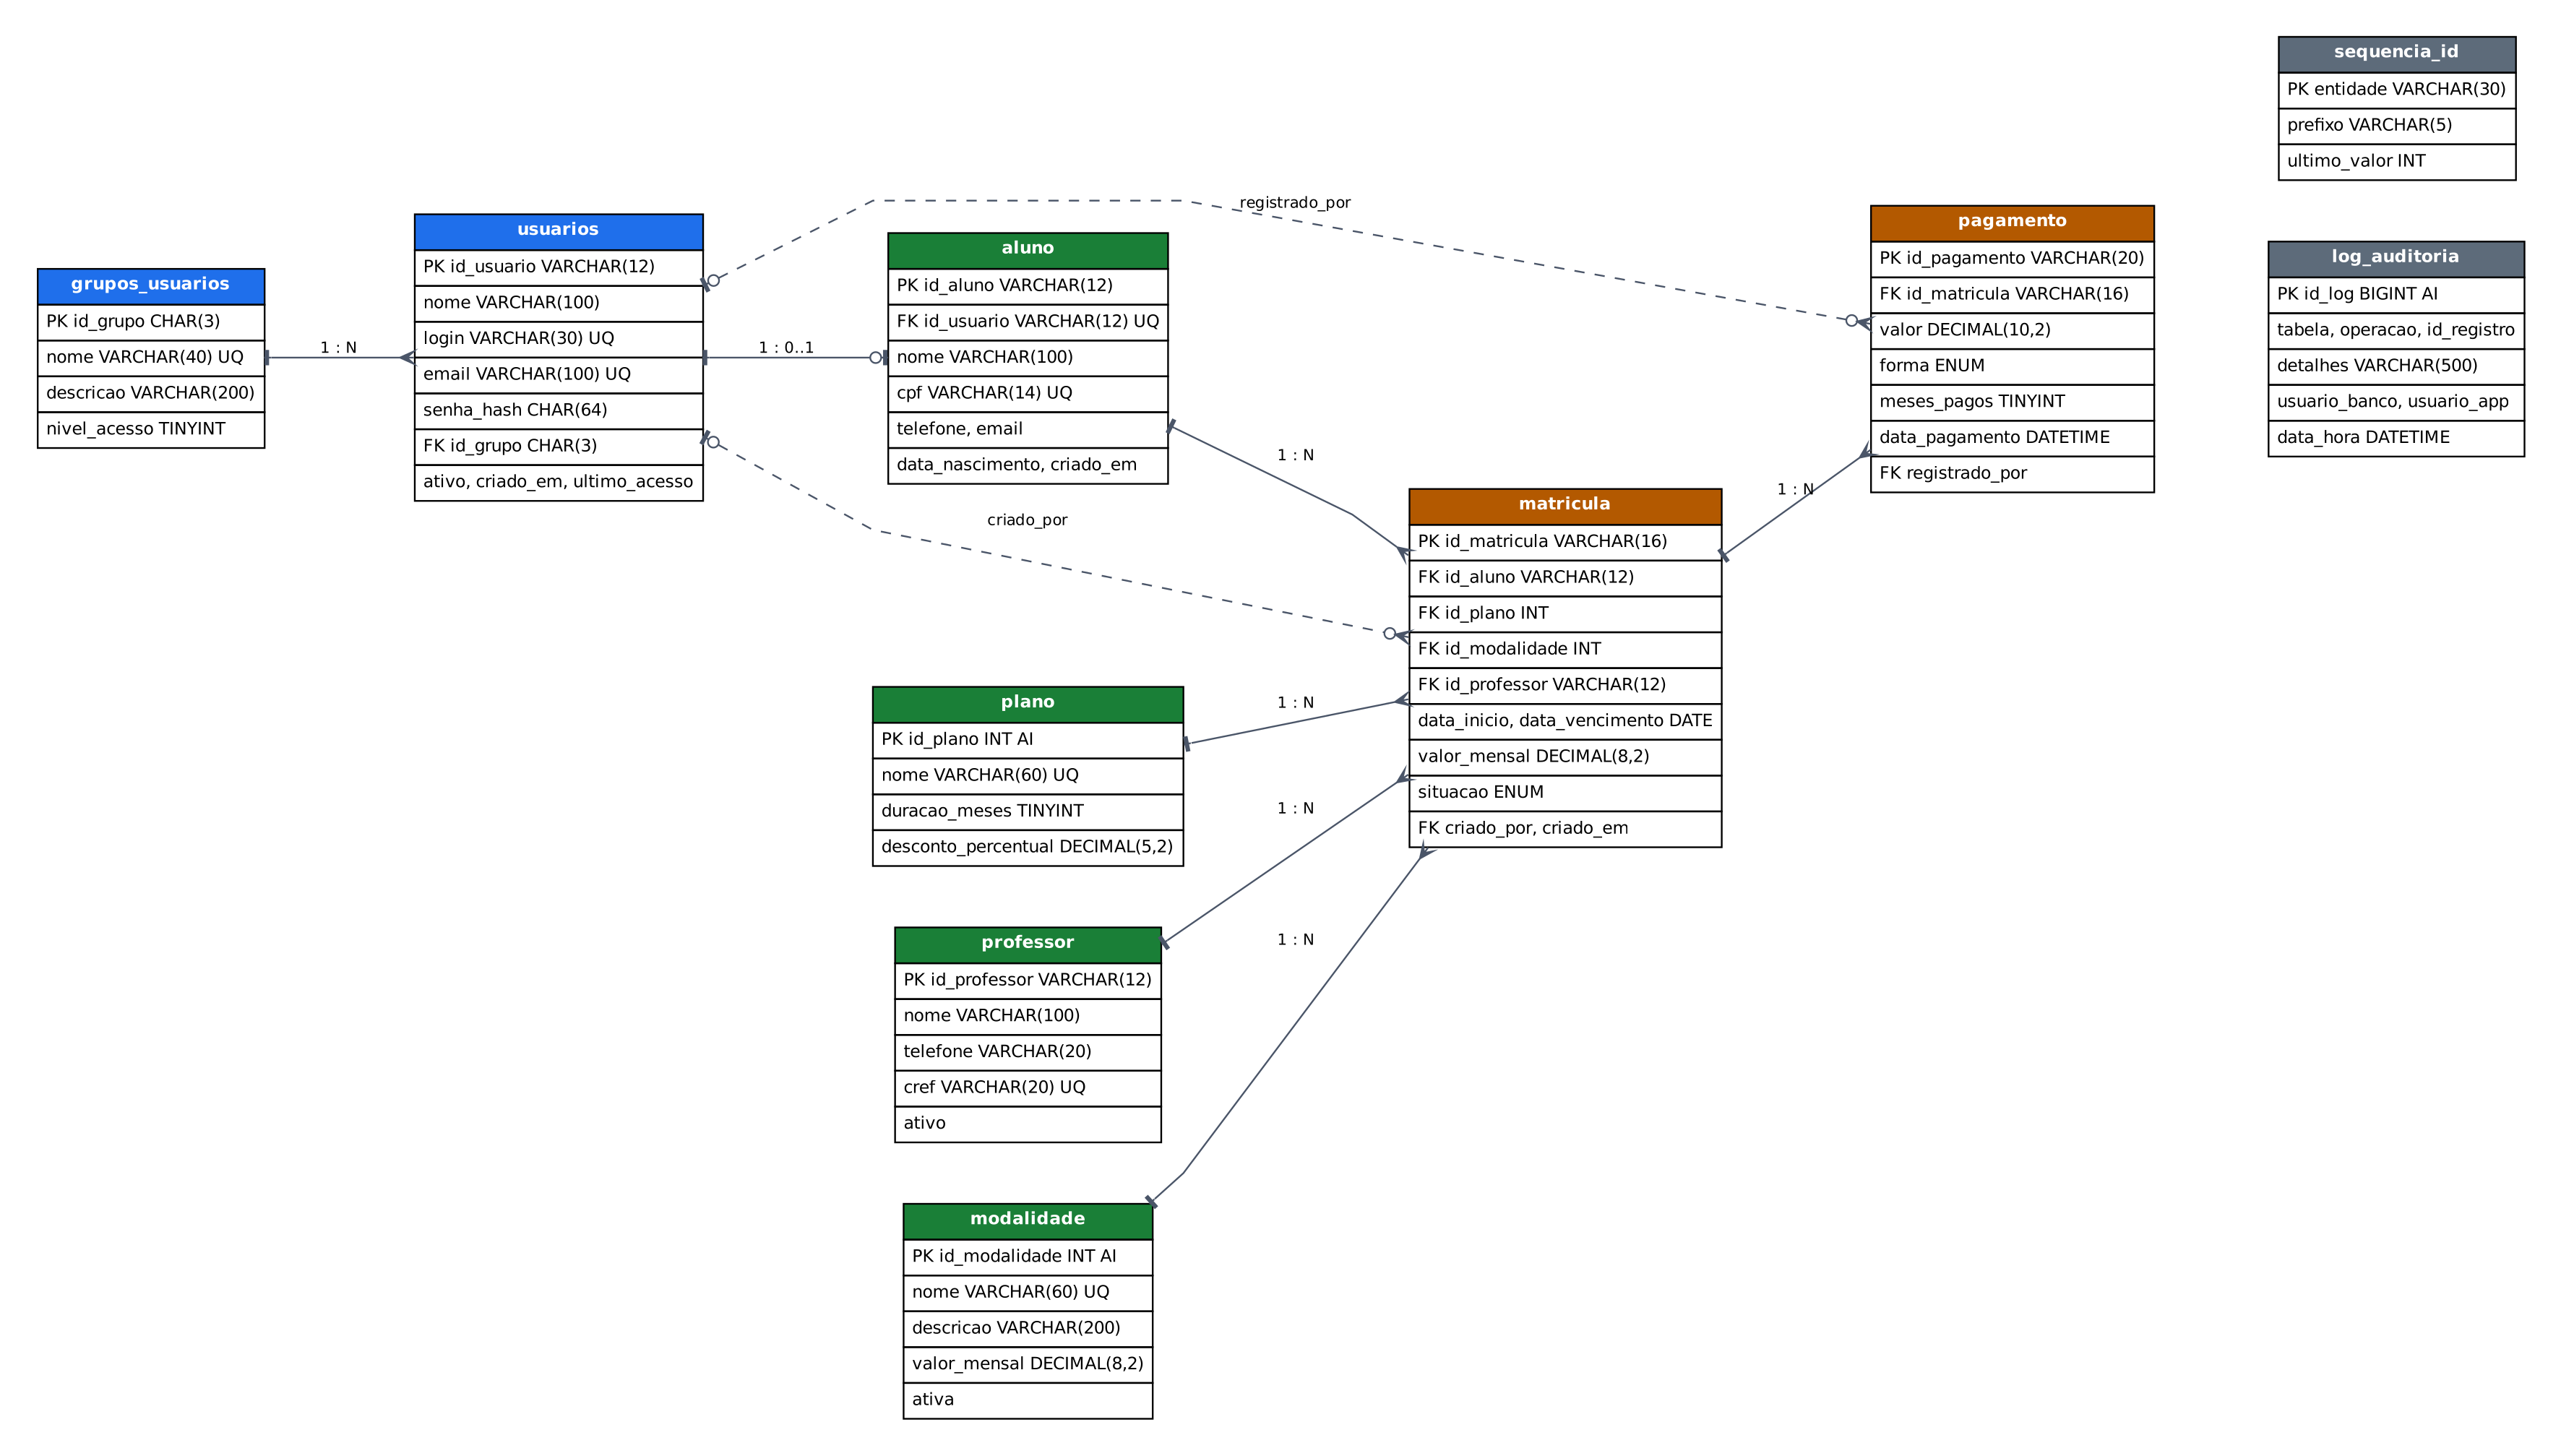 grupos_usuarios
PK id_grupo CHAR(3)
nome VARCHAR(40) UQ
descricao VARCHAR(200)
nivel_acesso TINYINT
1 : N
usuarios
PK id_usuario VARCHAR(12)
nome VARCHAR(100)
login VARCHAR(30) UQ
email VARCHAR(100) UQ
senha_hash CHAR(64)
FK id_grupo CHAR(3)
ativo, criado_em, ultimo_acesso
1 : 0..1
registrado_por
criado_por
aluno
PK id_aluno VARCHAR(12)
FK id_usuario VARCHAR(12) UQ
nome VARCHAR(100)
cpf VARCHAR(14) UQ
telefone, email
data_nascimento, criado_em
1 : N
plano
PK id_plano INT AI
nome VARCHAR(60) UQ
duracao_meses TINYINT
desconto_percentual DECIMAL(5,2)
1 : N
professor
PK id_professor VARCHAR(12)
nome VARCHAR(100)
telefone VARCHAR(20)
cref VARCHAR(20) UQ
ativo
1 : N
modalidade
PK id_modalidade INT AI
nome VARCHAR(60) UQ
descricao VARCHAR(200)
valor_mensal DECIMAL(8,2)
ativa
1 : N
matricula
PK id_matricula VARCHAR(16)
FK id_aluno VARCHAR(12)
FK id_plano INT
FK id_modalidade INT
FK id_professor VARCHAR(12)
data_inicio, data_vencimento DATE
valor_mensal DECIMAL(8,2)
situacao ENUM
FK criado_por, criado_em
1 : N
pagamento
PK id_pagamento VARCHAR(20)
FK id_matricula VARCHAR(16)
valor DECIMAL(10,2)
forma ENUM
meses_pagos TINYINT
data_pagamento DATETIME
FK registrado_por
sequencia_id
PK entidade VARCHAR(30)
prefixo VARCHAR(5)
ultimo_valor INT
log_auditoria
PK id_log BIGINT AI
tabela, operacao, id_registro
detalhes VARCHAR(500)
usuario_banco, usuario_app
data_hora DATETIME